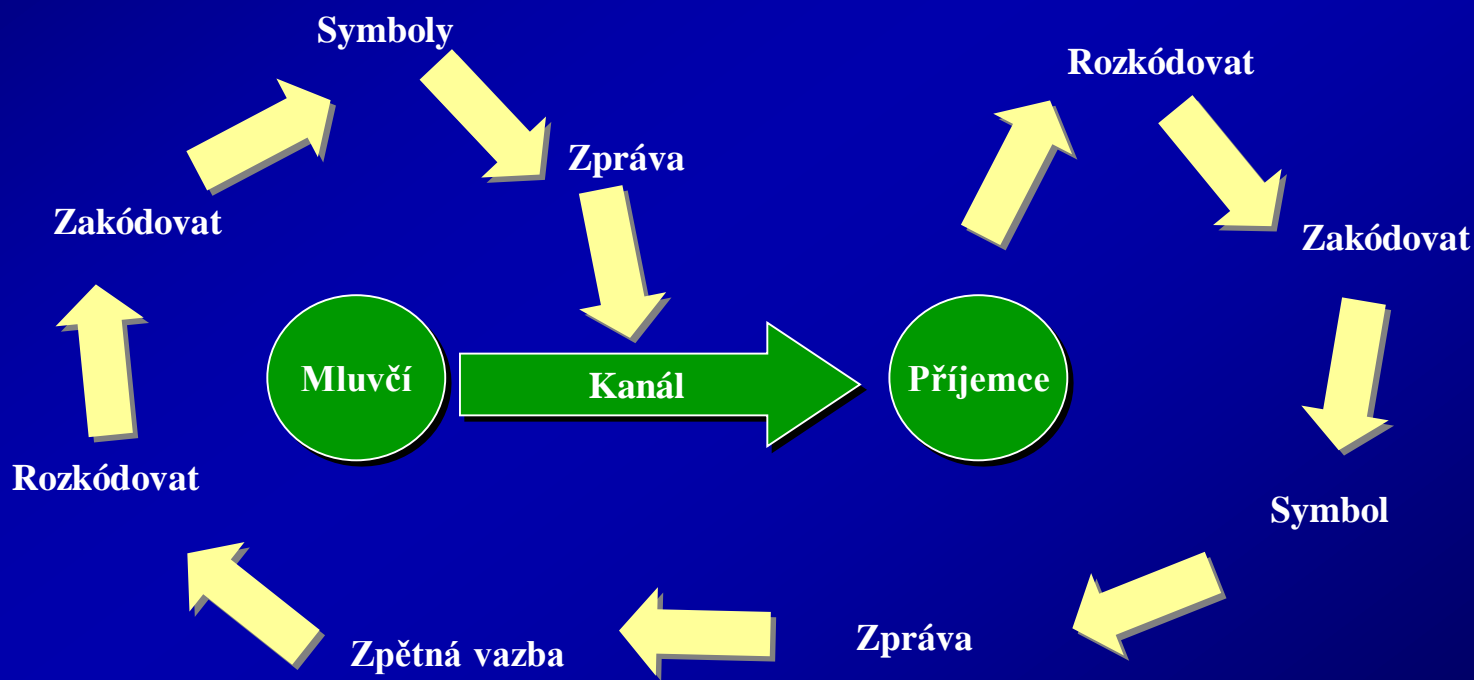 Symboly
Rozkódovat
Zpráva
Zakódovat
Zakódovat
Mluvčí
Kanál
Příjemce
Rozkódovat
Symbol
Zpráva
Zpětná vazba